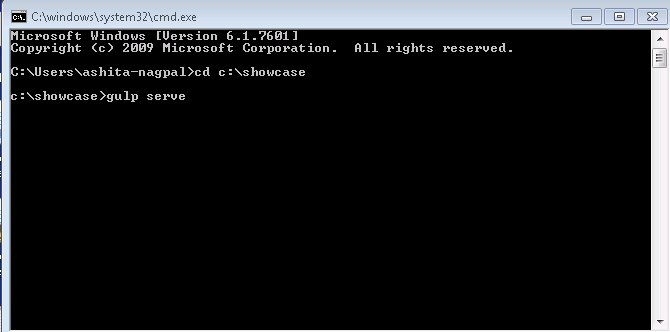 C:\windows\system32\cmd.exe
Microsoft Windows [Version 6.1.7601]
Copyright (c) 2009 Microsoft Corporation.  All rights reserved.
C:\Users\ashita-nagpal>cd c:\showcase
c:\showcase>gulp serve